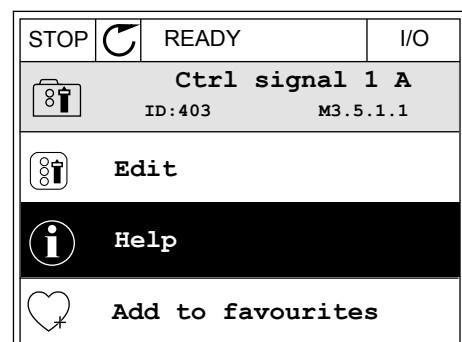 STOP READY I/O
Ctrl signal 1 A
ID:403 M3.5.1.1
Edit
Help
Add to favourites